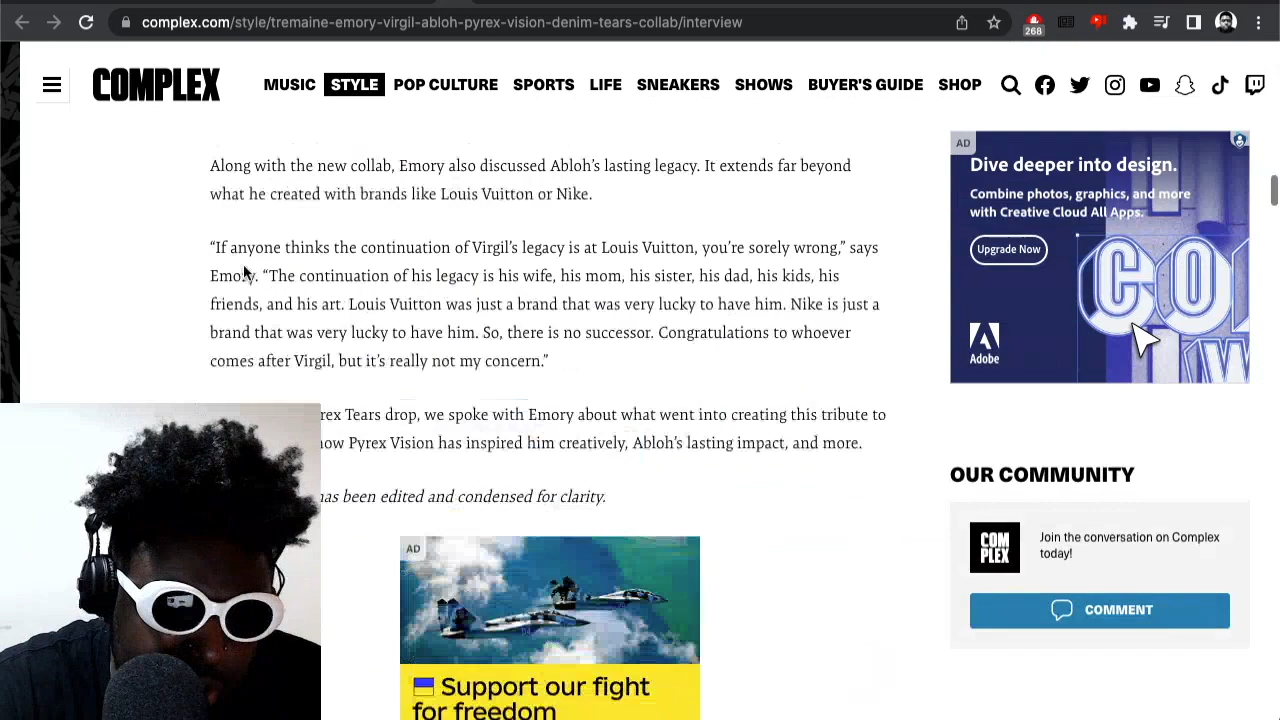 complex.com/style/tremaine-emory-virgil-abloh-pyrex-vision-denim-tears-collab/interview
268
COMPLEX
MUSIC STYLE POP CULTURE SPORTS LIFE SNEAKERS SHOWS BUYER'S GUIDE SHOP
Along with the new collab, Emory also discussed Abloh’s lasting legacy. It extends far beyond
what he created with brands like Louis Vuitton or Nike.
“If anyone thinks the continuation of Virgil’s legacy is at Louis Vuitton, you’re sorely wrong,” says
Emory. “The continuation of his legacy is his wife, his mom, his sister, his dad, his kids, his
friends, and his art. Louis Vuitton was just a brand that was very lucky to have him. Nike is just a
brand that was very lucky to have him. So, there is no successor. Congratulations to whoever
comes after Virgil, but it’s really not my concern.”
rex Tears drop, we spoke with Emory about what went into creating this tribute to
how Pyrex Vision has inspired him creatively, Abloh’s lasting impact, and more.
has been edited and condensed for clarity.
AD
Support our fight
for freedom
AD
Dive deeper into design.
Combine photos, graphics, and more
with Creative Cloud All Apps.
Upgrade Now
CO
W
Adobe
OUR COMMUNITY
COM
PLEX
Join the conversation on Complex
today!
COMMENT